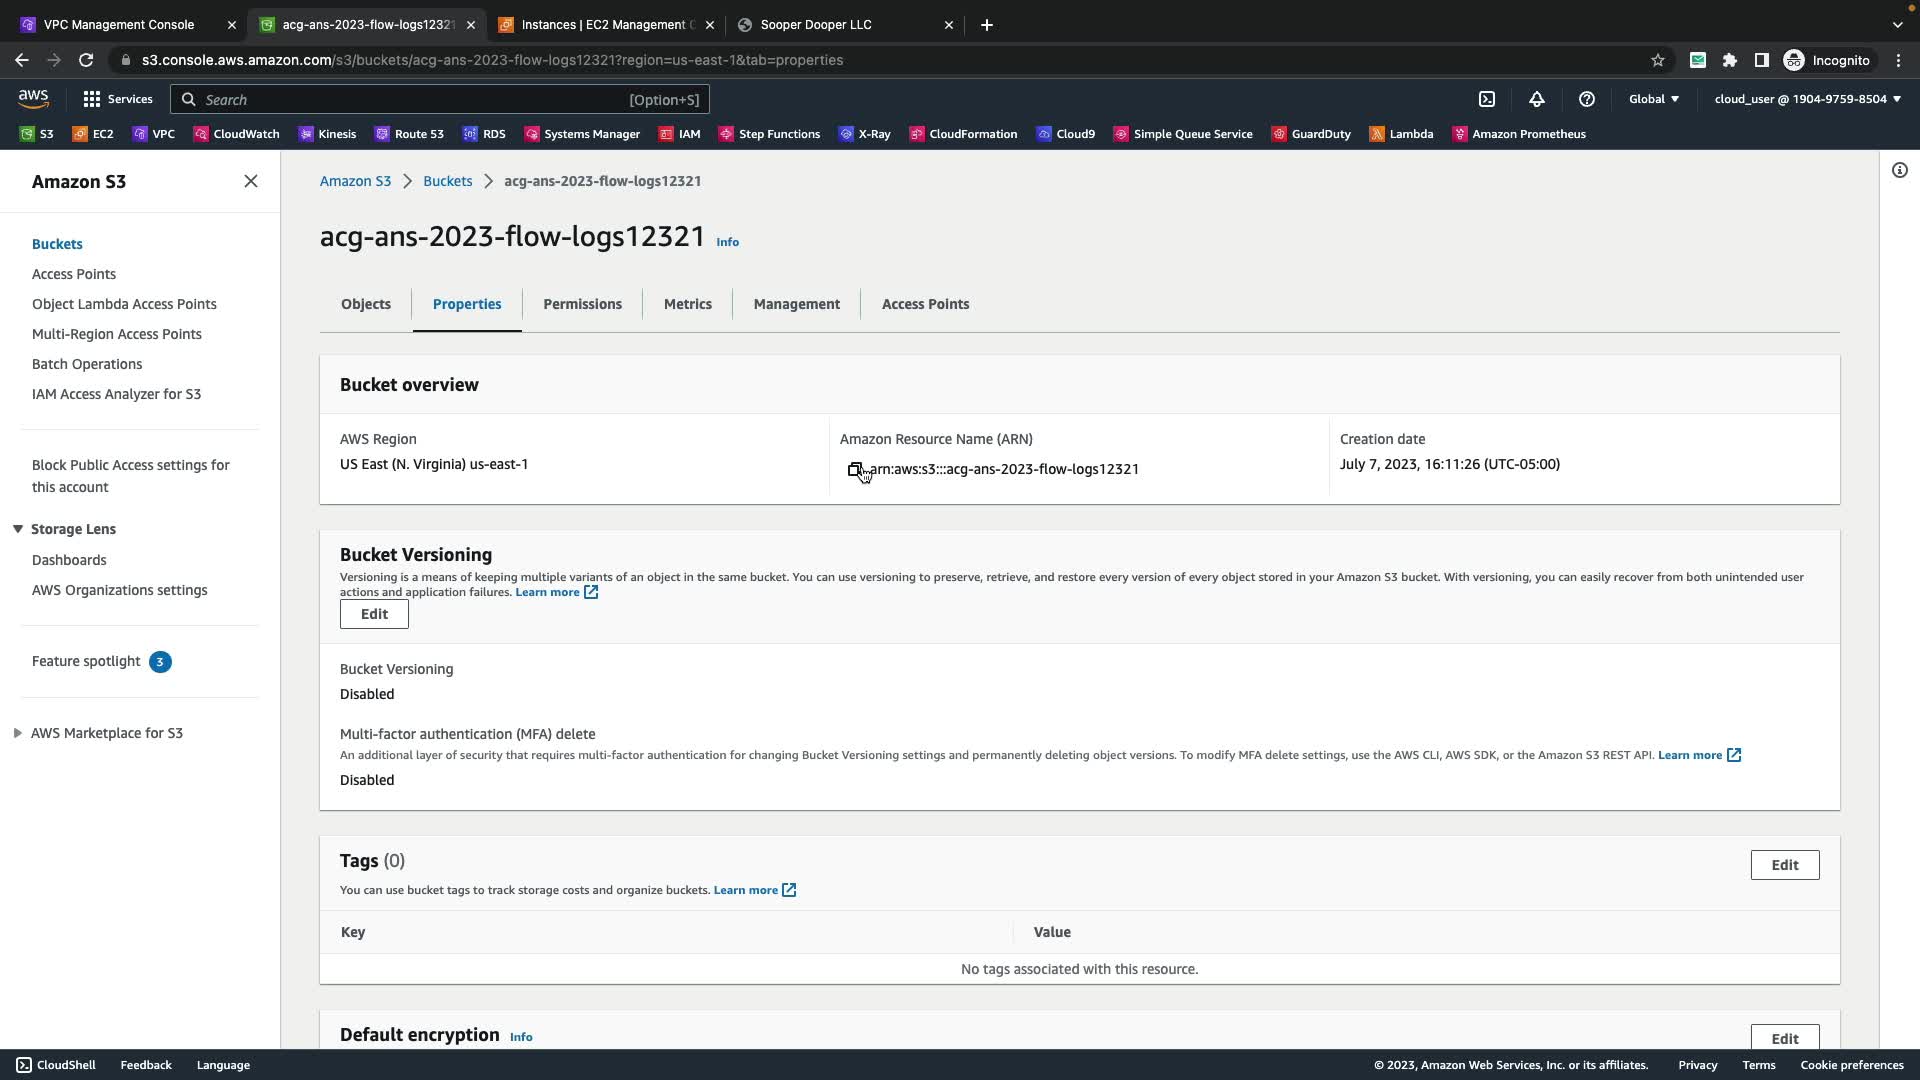 VPC Management Console
acg-ans-2023-flow-logs12321
Instances | EC2 Management C
Sooper Dooper LLC
s3.console.aws.amazon.com/s3/buckets/acg-ans-2023-flow-logs12321?region=us-east-1&tab=properties
Incognito
aws
Services
Search
[Option+S]
Global
cloud_user @ 1904-9759-8504
S3
EC2
VPC
CloudWatch
Kinesis
Route 53
RDS
Systems Manager
IAM
Step Functions
X-Ray
CloudFormation
Cloud9
Simple Queue Service
GuardDuty
Lambda
Amazon Prometheus
Amazon S3
Buckets
Access Points
Object Lambda Access Points
Multi-Region Access Points
Batch Operations
IAM Access Analyzer for S3
Block Public Access settings for
this account
Storage Lens
Dashboards
AWS Organizations settings
Feature spotlight 3
AWS Marketplace for S3
Amazon S3 > Buckets > acg-ans-2023-flow-logs12321
acg-ans-2023-flow-logs12321 Info
Objects
Properties
Permissions
Metrics
Management
Access Points
Bucket overview
AWS Region
US East (N. Virginia) us-east-1
Amazon Resource Name (ARN)
arn:aws:s3:::acg-ans-2023-flow-logs12321
Creation date
July 7, 2023, 16:11:26 (UTC-05:00)
Bucket Versioning
Versioning is a means of keeping multiple variants of an object in the same bucket. You can use versioning to preserve, retrieve, and restore every version of every object stored in your Amazon S3 bucket. With versioning, you can easily recover from both unintended user
actions and application failures. Learn more
Edit
Bucket Versioning
Disabled
Multi-factor authentication (MFA) delete
An additional layer of security that requires multi-factor authentication for changing Bucket Versioning settings and permanently deleting object versions. To modify MFA delete settings, use the AWS CLI, AWS SDK, or the Amazon S3 REST API. Learn more
Disabled
Tags (0)
Edit
You can use bucket tags to track storage costs and organize buckets. Learn more
Key
Value
No tags associated with this resource.
Default encryption Info
Edit
CloudShell
Feedback
Language
© 2023, Amazon Web Services, Inc. or its affiliates.
Privacy
Terms
Cookie preferences